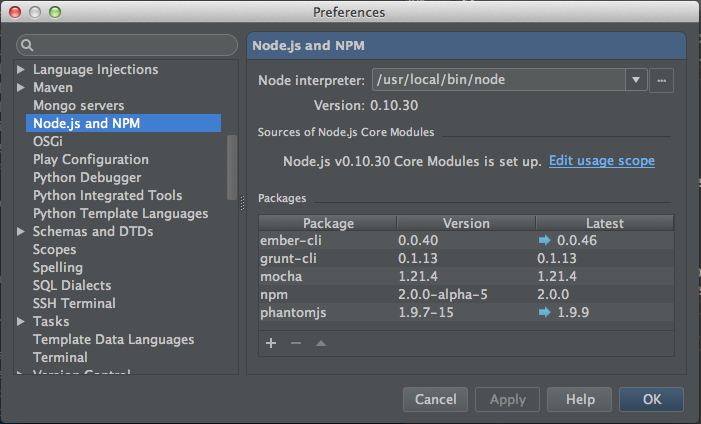 Preferences
Language Injections
Maven
Mongo servers
Node.js and NPM
OSGi
Play Configuration
Python Debugger
Python Integrated Tools
Python Template Languages
Schemas and DTDs
Scopes
Spelling
SQL Dialects
SSH Terminal
Tasks
Template Data Languages
Terminal
Version Control
Node.js and NPM
Node interpreter: /usr/local/bin/node ...
Version: 0.10.30
Sources of Node.js Core Modules
Node.js v0.10.30 Core Modules is set up. Edit usage scope
Packages
Package Version Latest
ember-cli 0.0.40 0.0.46
grunt-cli 0.1.13 0.1.13
mocha 1.21.4 1.21.4
npm 2.0.0-alpha-5 2.0.0
phantomjs 1.9.7-15 1.9.9
Cancel Apply Help OK